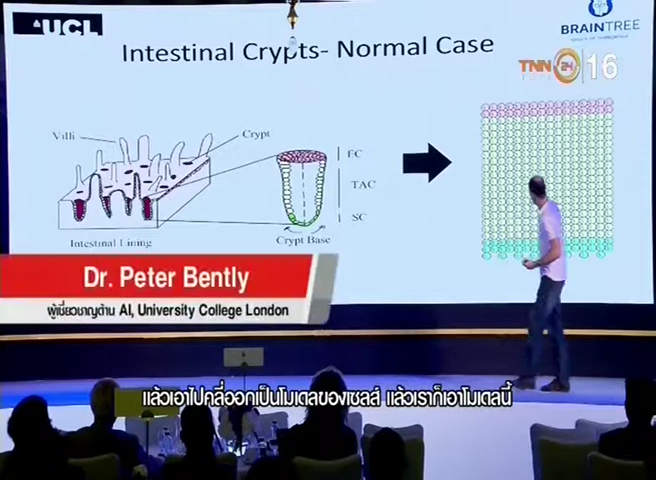 UCL
BRAINTREE
Intestinal Crypts- Normal Case
TNN 24 16
Villi
Crypt
EC
TAC
SC
Intestinal Lining
Crypt Base
Dr. Peter Bently
ผู้เชี่ยวชาญด้าน AI, University College London
แล้วเอาไปคลี่ออกเป็นโมเดลของเซลล์ แล้วเราก็เอาโมเดลนี้